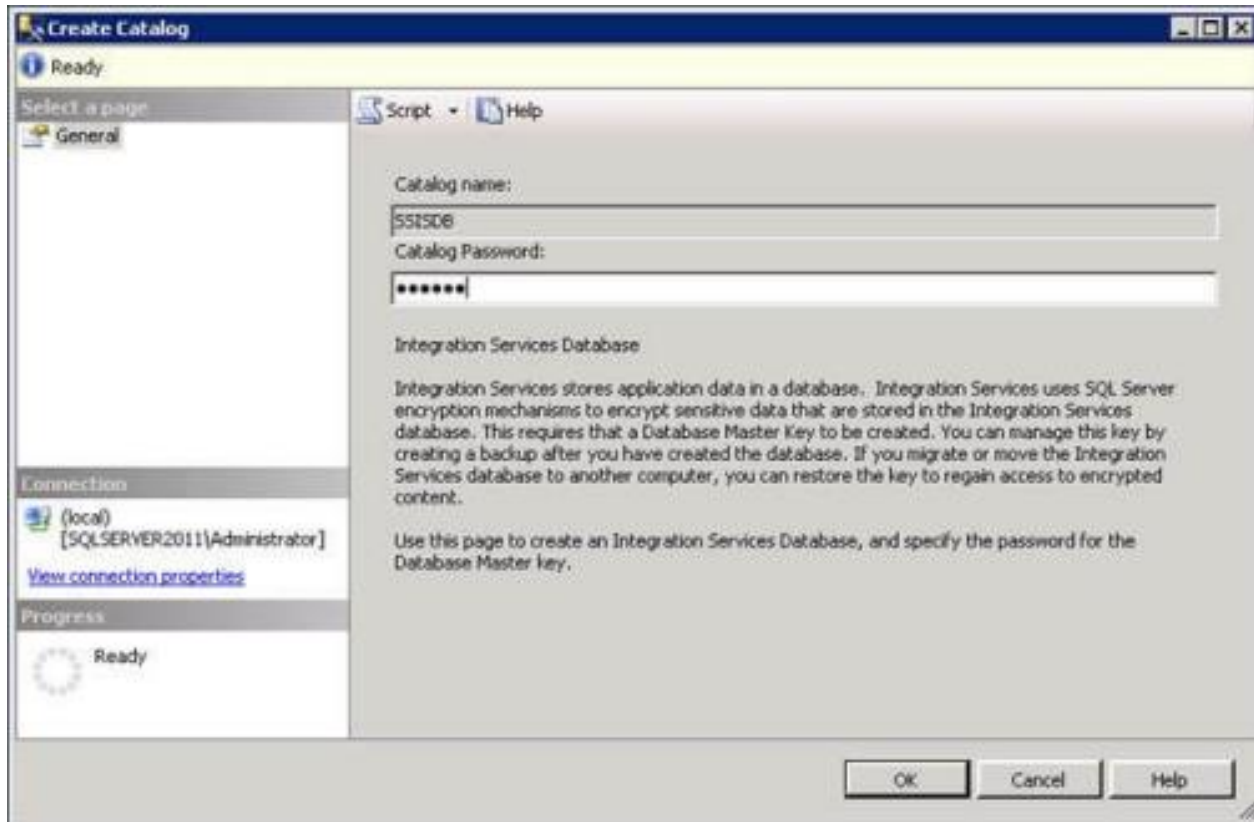 Create Catalog
Ready
Select a page
General
Script
Help
Catalog name:
SSISDB
Catalog Password:
••••••
Integration Services Database
Integration Services stores application data in a database. Integration Services uses SQL Server
encryption mechanisms to encrypt sensitive data that are stored in the Integration Services
database. This requires that a Database Master Key to be created. You can manage this key by
creating a backup after you have created the database. If you migrate or move the Integration
Services database to another computer, you can restore the key to regain access to encrypted
content.
Use this page to create an Integration Services Database, and specify the password for the
Database Master key.
Connection
(local)
[SQLSERVER2011\Administrator]
View connection properties
Progress
Ready
OK
Cancel
Help